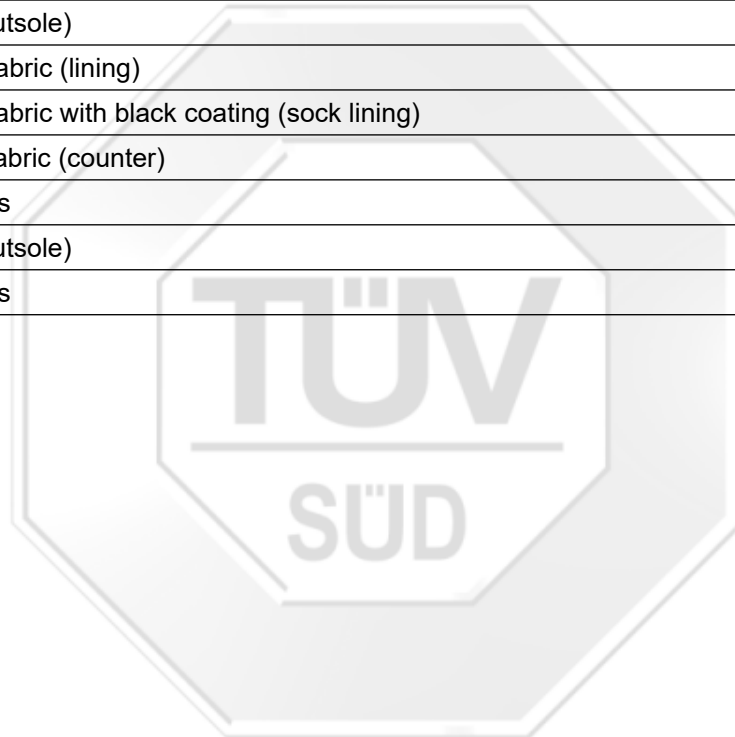 utsole)
abric (lining)
abric with black coating (sock lining)
abric (counter)
s
utsole)
s
TÜV
SÜD